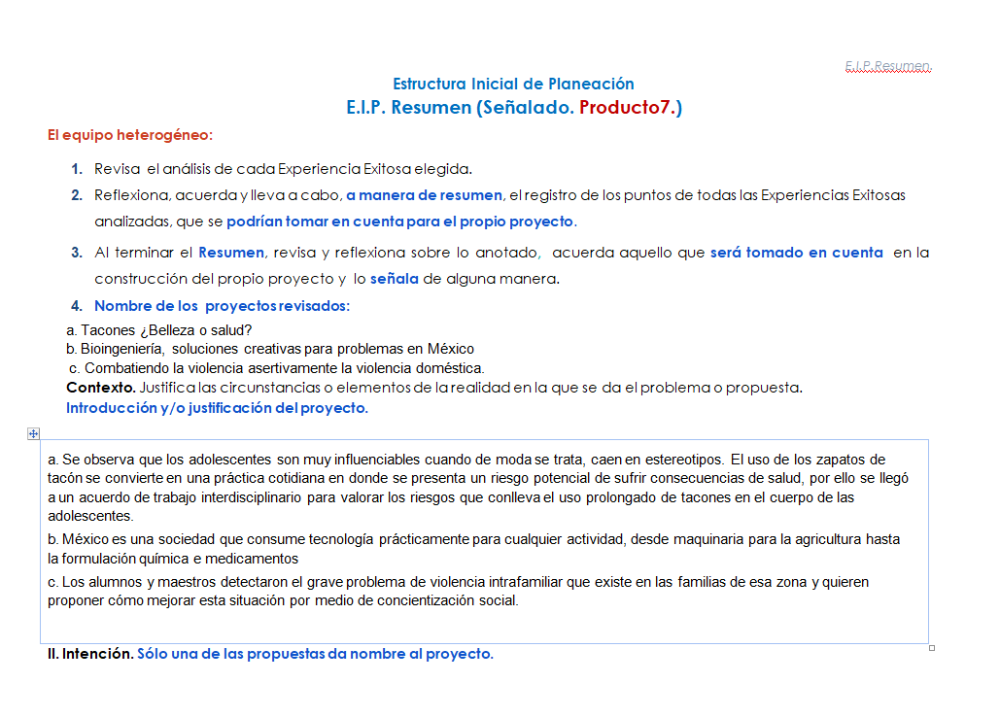 E.I.P.Resumen.
Estructura Inicial de Planeación
E.I.P. Resumen (Señalado. Producto7.)
El equipo heterogéneo:
1. Revisa el análisis de cada Experiencia Exitosa elegida.
2. Reflexiona, acuerda y lleva a cabo, a manera de resumen, el registro de los puntos de todas las Experiencias Exitosas
analizadas, que se podrían tomar en cuenta para el propio proyecto.
3. Al terminar el Resumen, revisa y reflexiona sobre lo anotado, acuerda aquello que será tomado en cuenta en la
construcción del propio proyecto y lo señala de alguna manera.
4. Nombre de los proyectos revisados:
a. Tacones ¿Belleza o salud?
b. Bioingeniería, soluciones creativas para problemas en México
c. Combatiendo la violencia asertivamente la violencia doméstica.
Contexto. Justifica las circunstancias o elementos de la realidad en la que se da el problema o propuesta.
Introducción y/o justificación del proyecto.
a. Se observa que los adolescentes son muy influenciables cuando de moda se trata, caen en estereotipos. El uso de los zapatos de
tacón se convierte en una práctica cotidiana en donde se presenta un riesgo potencial de sufrir consecuencias de salud, por ello se llegó
a un acuerdo de trabajo interdisciplinario para valorar los riesgos que conlleva el uso prolongado de tacones en el cuerpo de las
adolescentes.
b. México es una sociedad que consume tecnología prácticamente para cualquier actividad, desde maquinaria para la agricultura hasta
la formulación química e medicamentos
c. Los alumnos y maestros detectaron el grave problema de violencia intrafamiliar que existe en las familias de esa zona y quieren
proponer cómo mejorar esta situación por medio de concientización social.
II. Intención. Sólo una de las propuestas da nombre al proyecto.